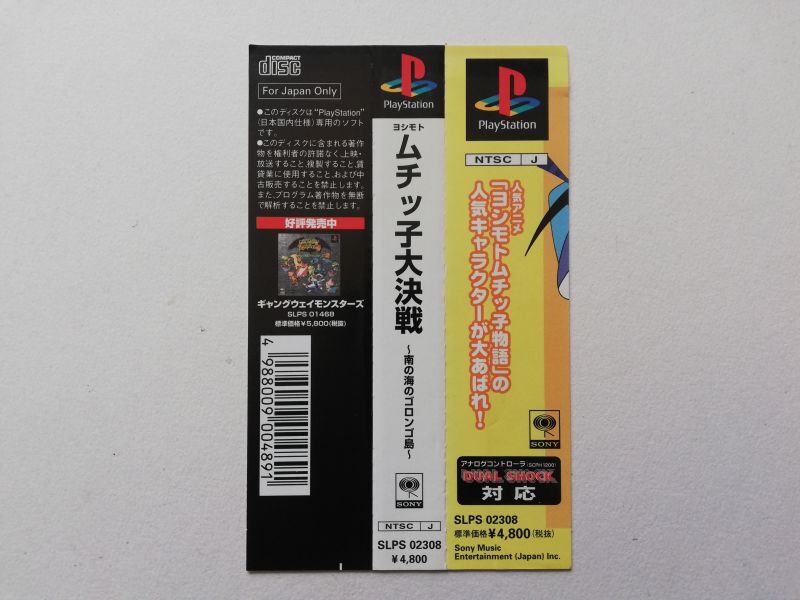 COMPACT
disc
For Japan Only
●このディスクは"PlayStation"
(日本国内仕様)専用のソフト
です。
●このディスクに含まれる著作
物を権利者の許諾なく、上映・
放送すること、複製すること、賃
貸業に使用すること、および中
古販売することを禁止します。
また、プログラム著作物を無断
で解析することを禁止します。
好評発売中
ギャングウェイモンスターズ
SLPS 01468
標準価格¥5,800(税抜)
4 988009 004891
PlayStation
ヨシモト
ムチッ子大決戦
～南の海のゴロンゴ島～
SONY
NTSC J
SLPS 02308
¥4,800
PlayStation
NTSC J
人気アニメ
「ヨシモトムチッ子物語」の
人気キャラクターが大あばれ!
SONY
アナログコントローラ(SCPH1200)
DUAL SHOCK
対応
SLPS 02308
標準価格¥4,800(税抜)
Sony Music
Entertainment (Japan) Inc.